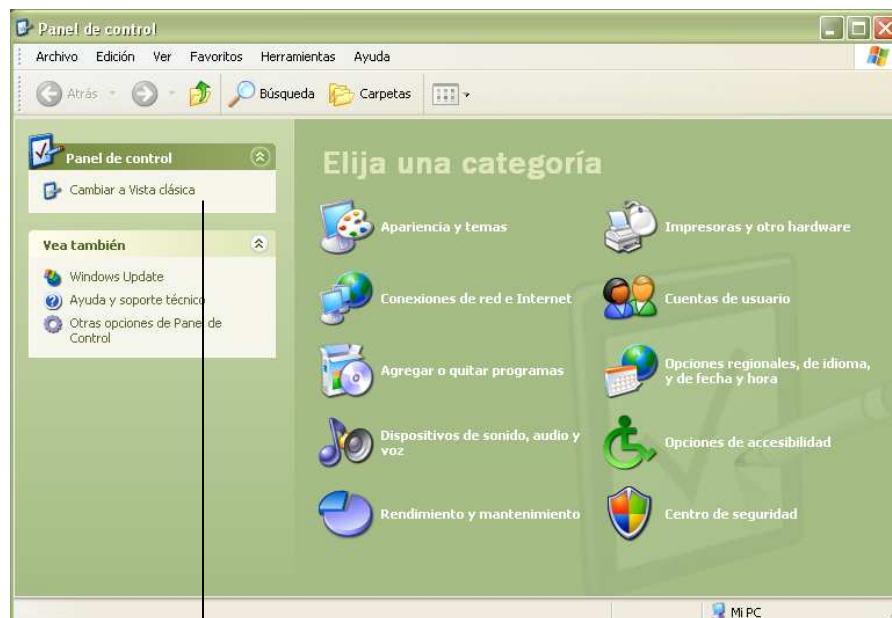 Panel de control
Archivo Edición Ver Favoritos Herramientas Ayuda
Atrás Búsqueda Carpetas
Panel de control
Cambiar a Vista clásica
Vea también
Windows Update
Ayuda y soporte técnico
Otras opciones de Panel de
Control
Elija una categoría
Apariencia y temas
Impresoras y otro hardware
Conexiones de red e Internet
Cuentas de usuario
Agregar o quitar programas
Opciones regionales, de idioma,
y de fecha y hora
Dispositivos de sonido, audio y
voz
Opciones de accesibilidad
Rendimiento y mantenimiento
Centro de seguridad
Mi PC